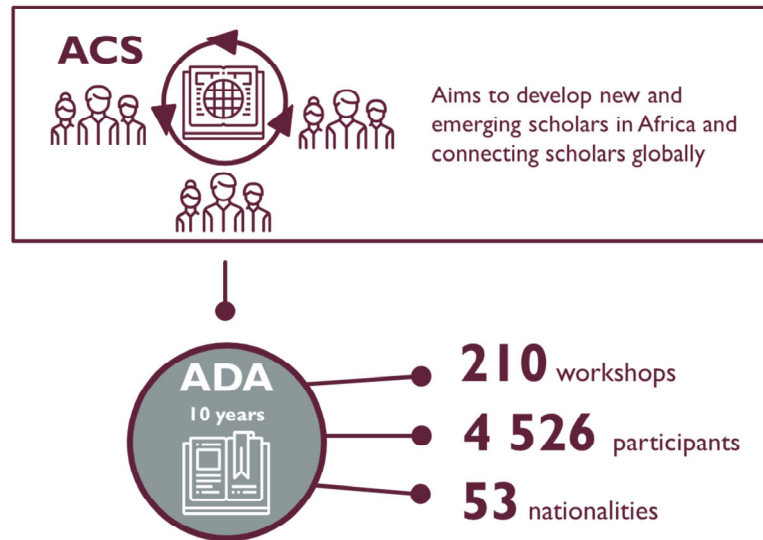 ACS
Aims to develop new and
emerging scholars in Africa and
connecting scholars globally
ADA
10 years
210 workshops
4 526 participants
53 nationalities